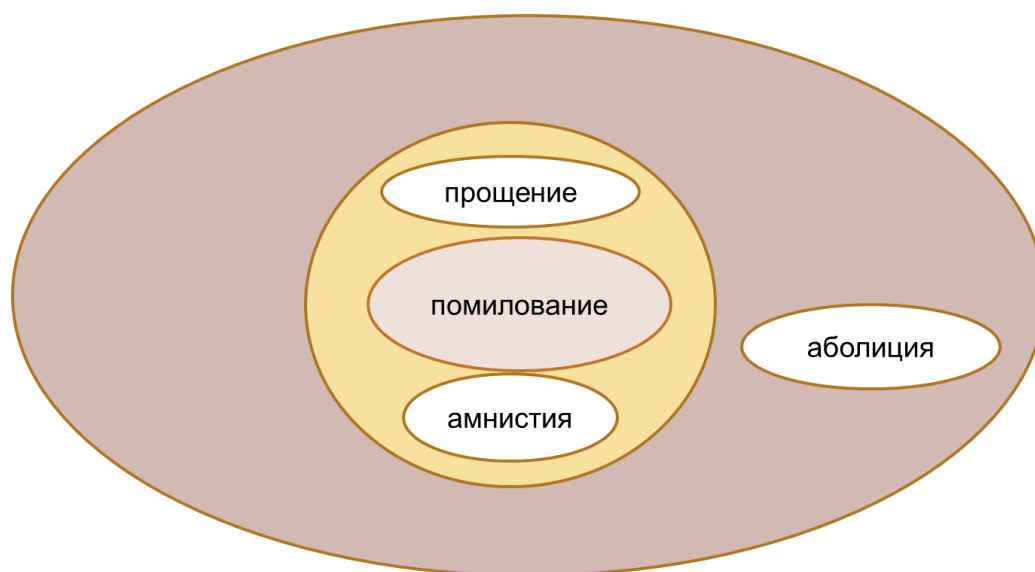 прощение
помилование
аболиция
амнистия